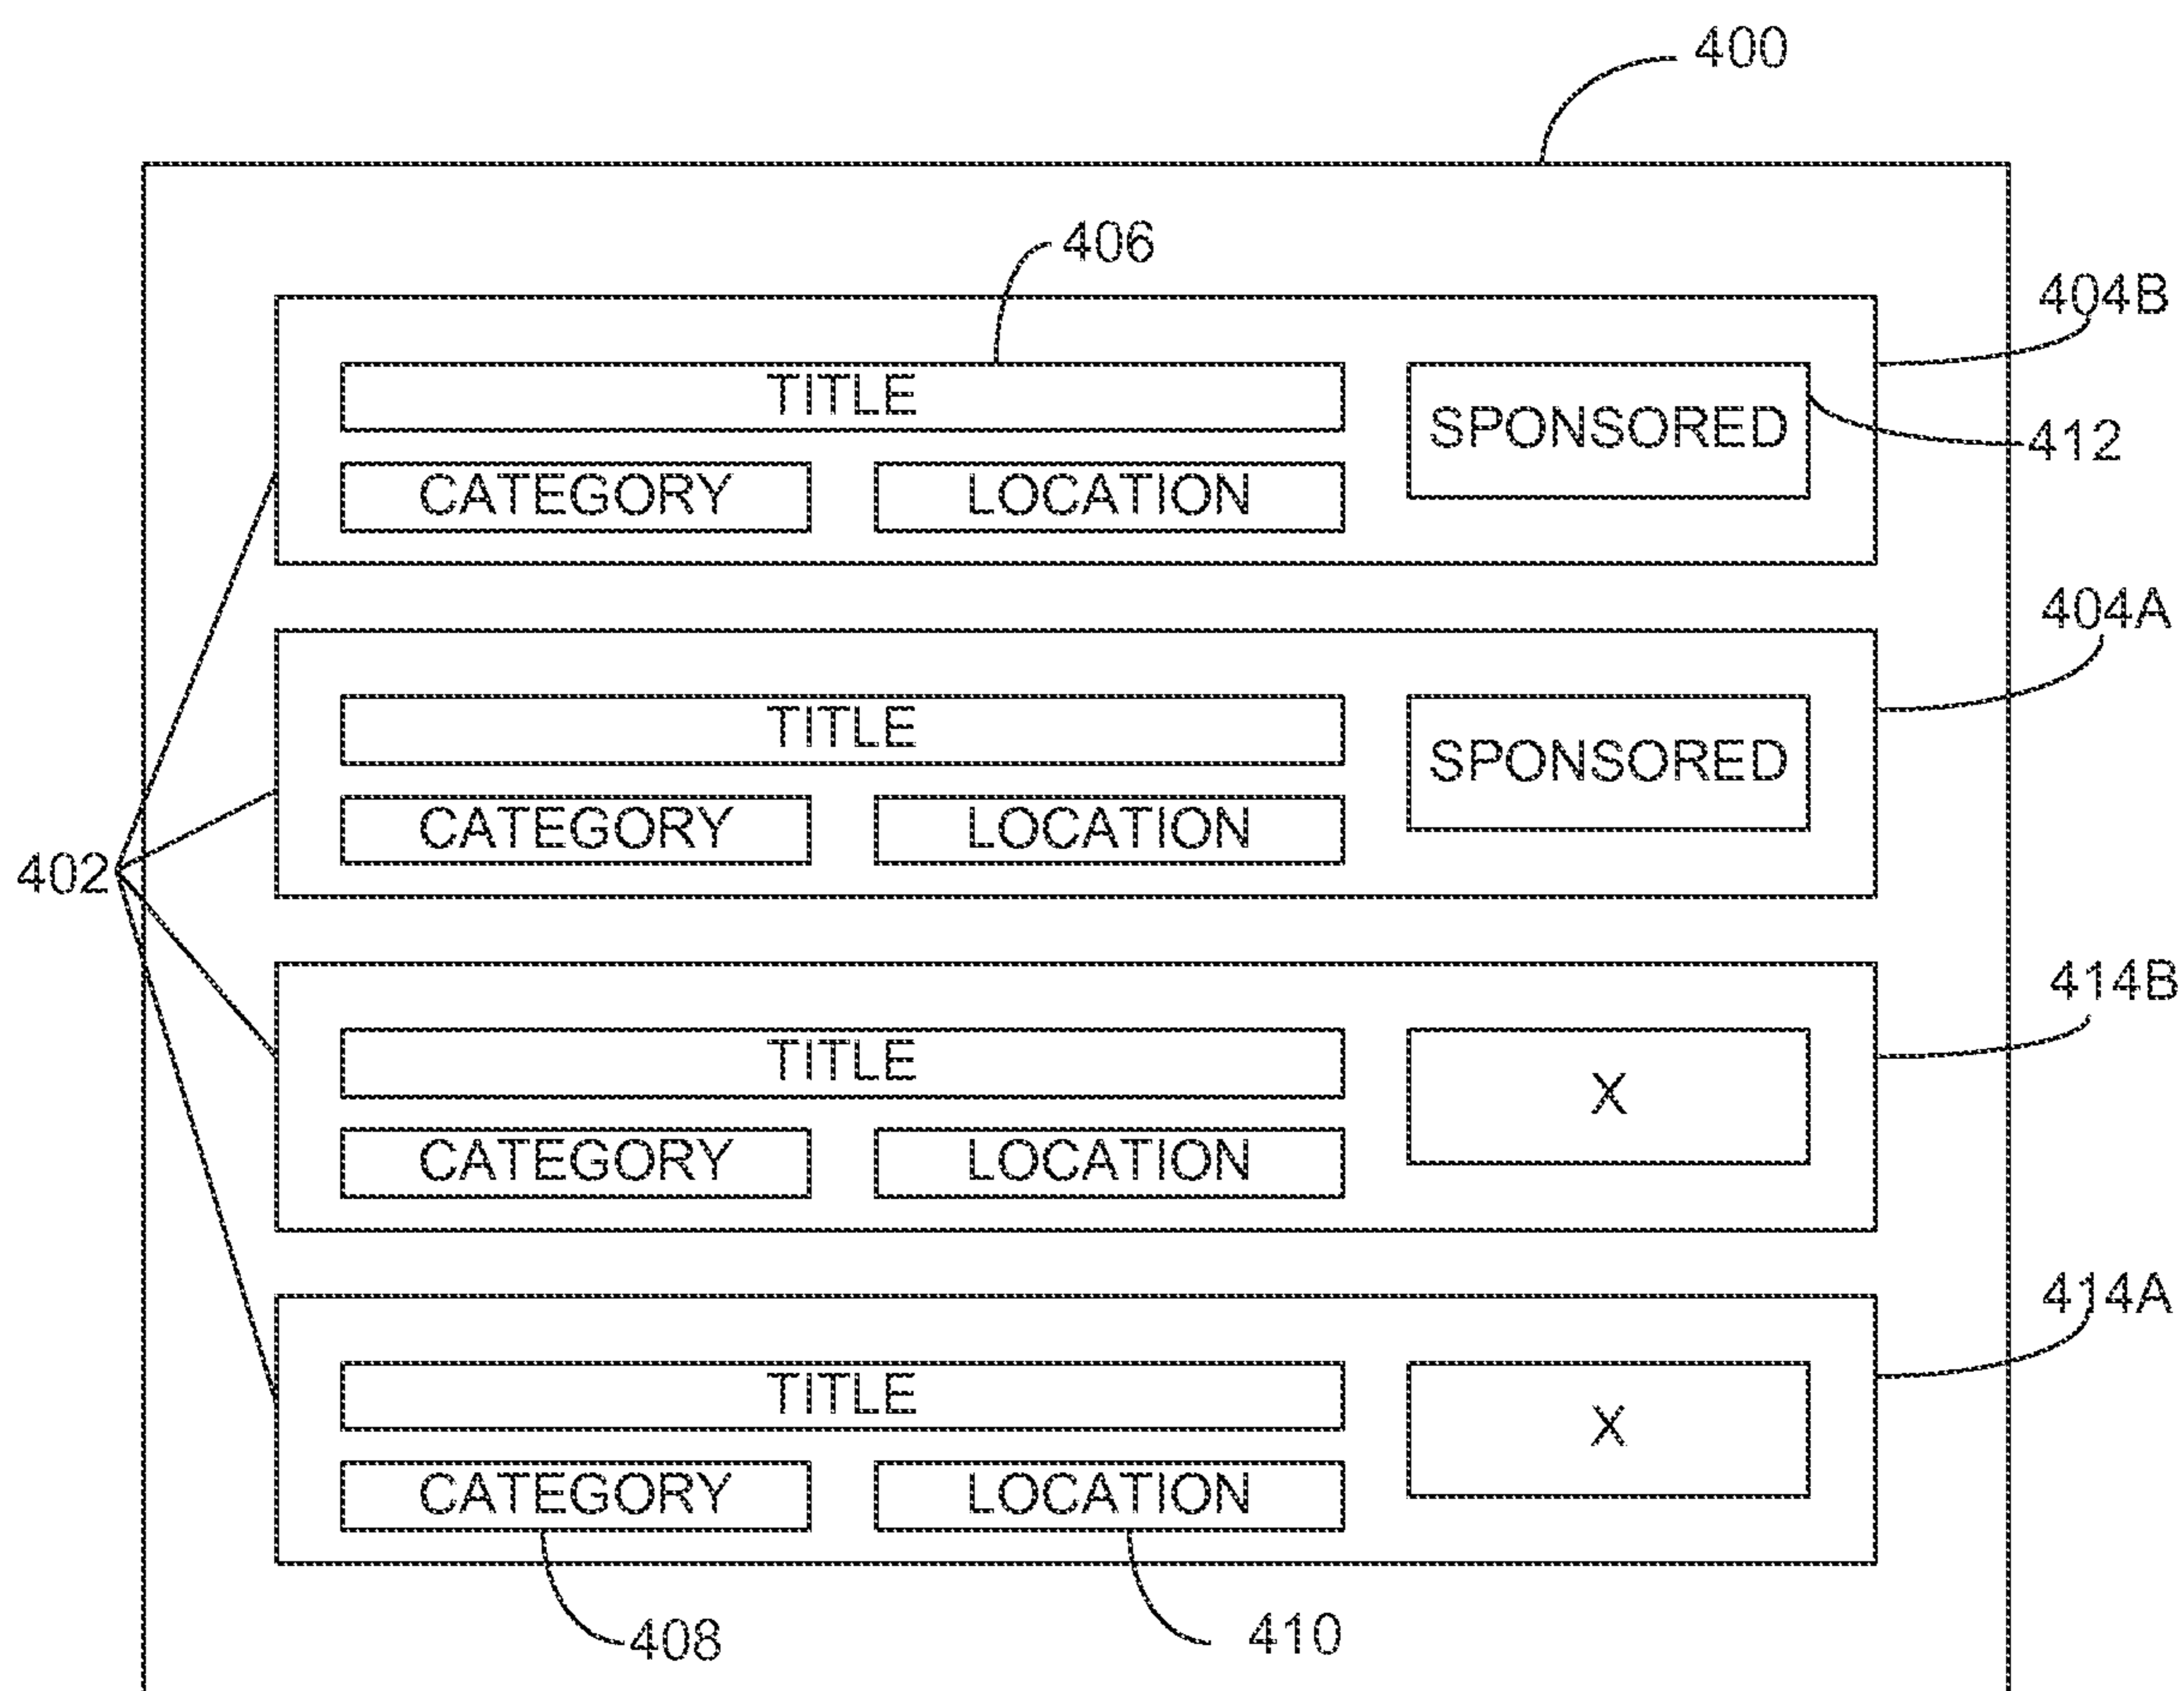 400
406
404B
TITLE
SPONSORED
412
CATEGORY LOCATION
404A
TITLE
SPONSORED
CATEGORY LOCATION
402
414B
TITLE
X
CATEGORY LOCATION
414A
TITLE
X
CATEGORY LOCATION
408 410